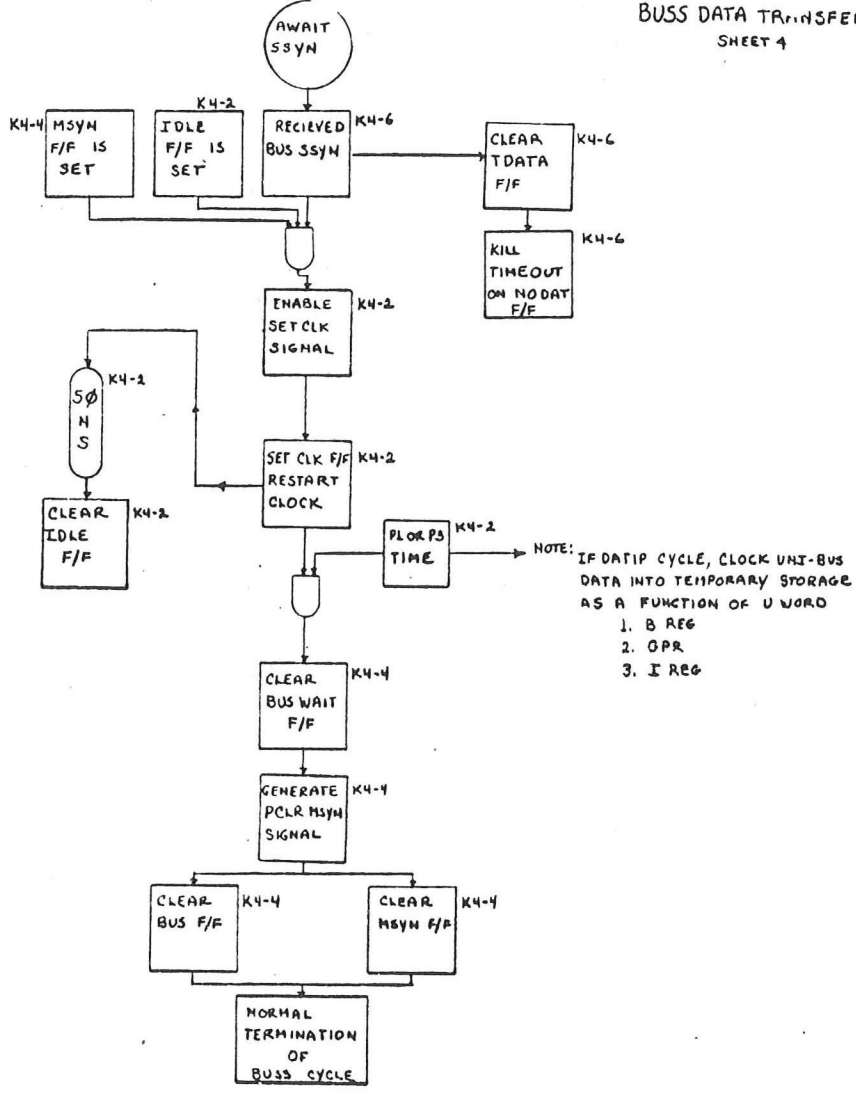 BUSS DATA TRANSFER
SHEET 4
AWAIT
SSYN
K4-4
MSYN
F/F IS
SET
K4-2
IDLE
F/F IS
SET
K4-6
RECIEVED
BUS SSYN
K4-6
CLEAR
TDATA
F/F
K4-6
KILL
TIMEOUT
ON NODAT
F/F
K4-2
ENABLE
SET CLK
SIGNAL
K4-2
5Ø
N
S
K4-2
SET CLK F/F
RESTART
CLOCK
K4-2
CLEAR
IDLE
F/F
K4-2
P1 OR P3
TIME
NOTE:
IF DATIP CYCLE, CLOCK UNI-BUS
DATA INTO TEMPORARY STORAGE
AS A FUNCTION OF U WORD
1. B REG
2. GPR
3. I REG
K4-4
CLEAR
BUS WAIT
F/F
K4-4
GENERATE
PCLR MSYN
SIGNAL
K4-4
CLEAR
BUS F/F
K4-4
CLEAR
MSYN F/F
NORMAL
TERMINATION
OF
BUSS CYCLE